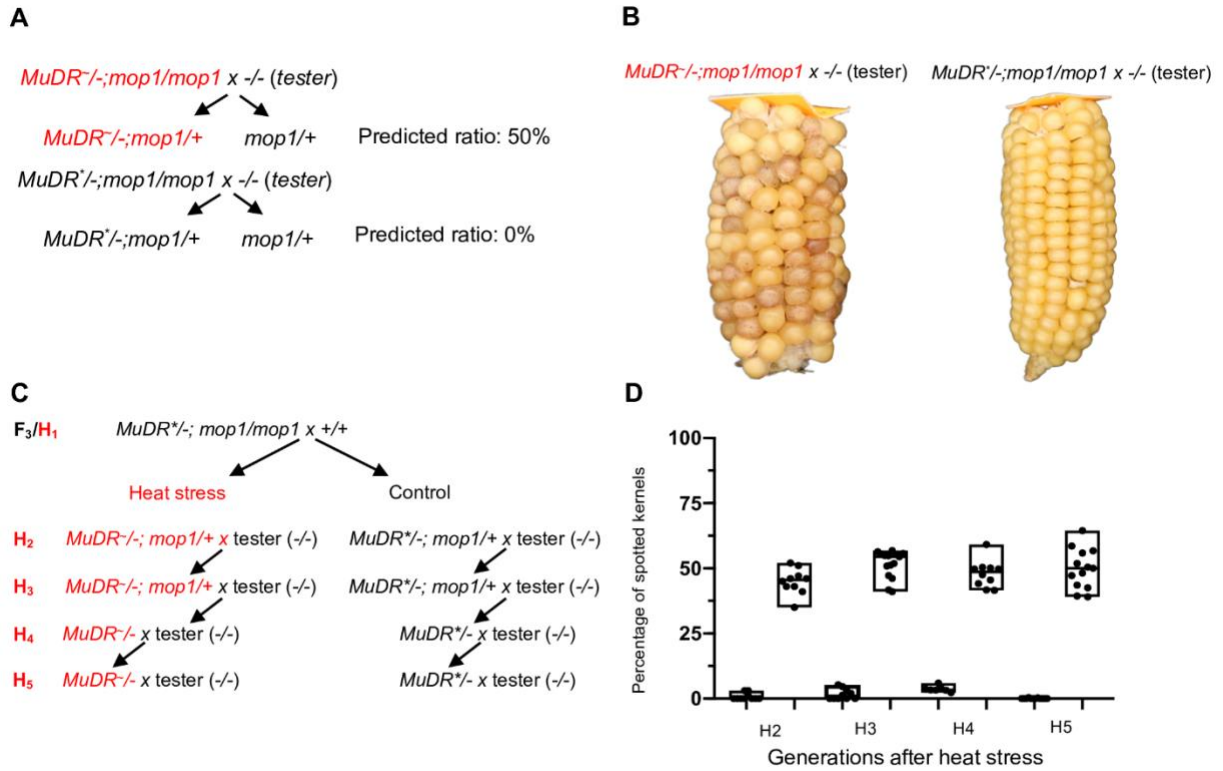 A
MuDR~/-;mop1/mop1 x -/- (tester)
MuDR~/-;mop1/+ mop1/+ Predicted ratio: 50%
MuDR*/-;mop1/mop1 x -/- (tester)
MuDR*/-;mop1/+ mop1/+ Predicted ratio: 0%
B
MuDR~/-;mop1/mop1 x -/- (tester) MuDR*/-;mop1/mop1 x -/- (tester)
C
F3/H1 MuDR*/-; mop1/mop1 x +/+
Heat stress Control
H2 MuDR~/-; mop1/+ x tester (-/-) MuDR*/-; mop1/+ x tester (-/-)
H3 MuDR~/-; mop1/+ x tester (-/-) MuDR*/-; mop1/+ x tester (-/-)
H4 MuDR~/- x tester (-/-) MuDR*/- x tester (-/-)
H5 MuDR~/- x tester (-/-) MuDR*/- x tester (-/-)
D
Percentage of spotted kernels
100
75
50
25
0
H2 H3 H4 H5
Generations after heat stress